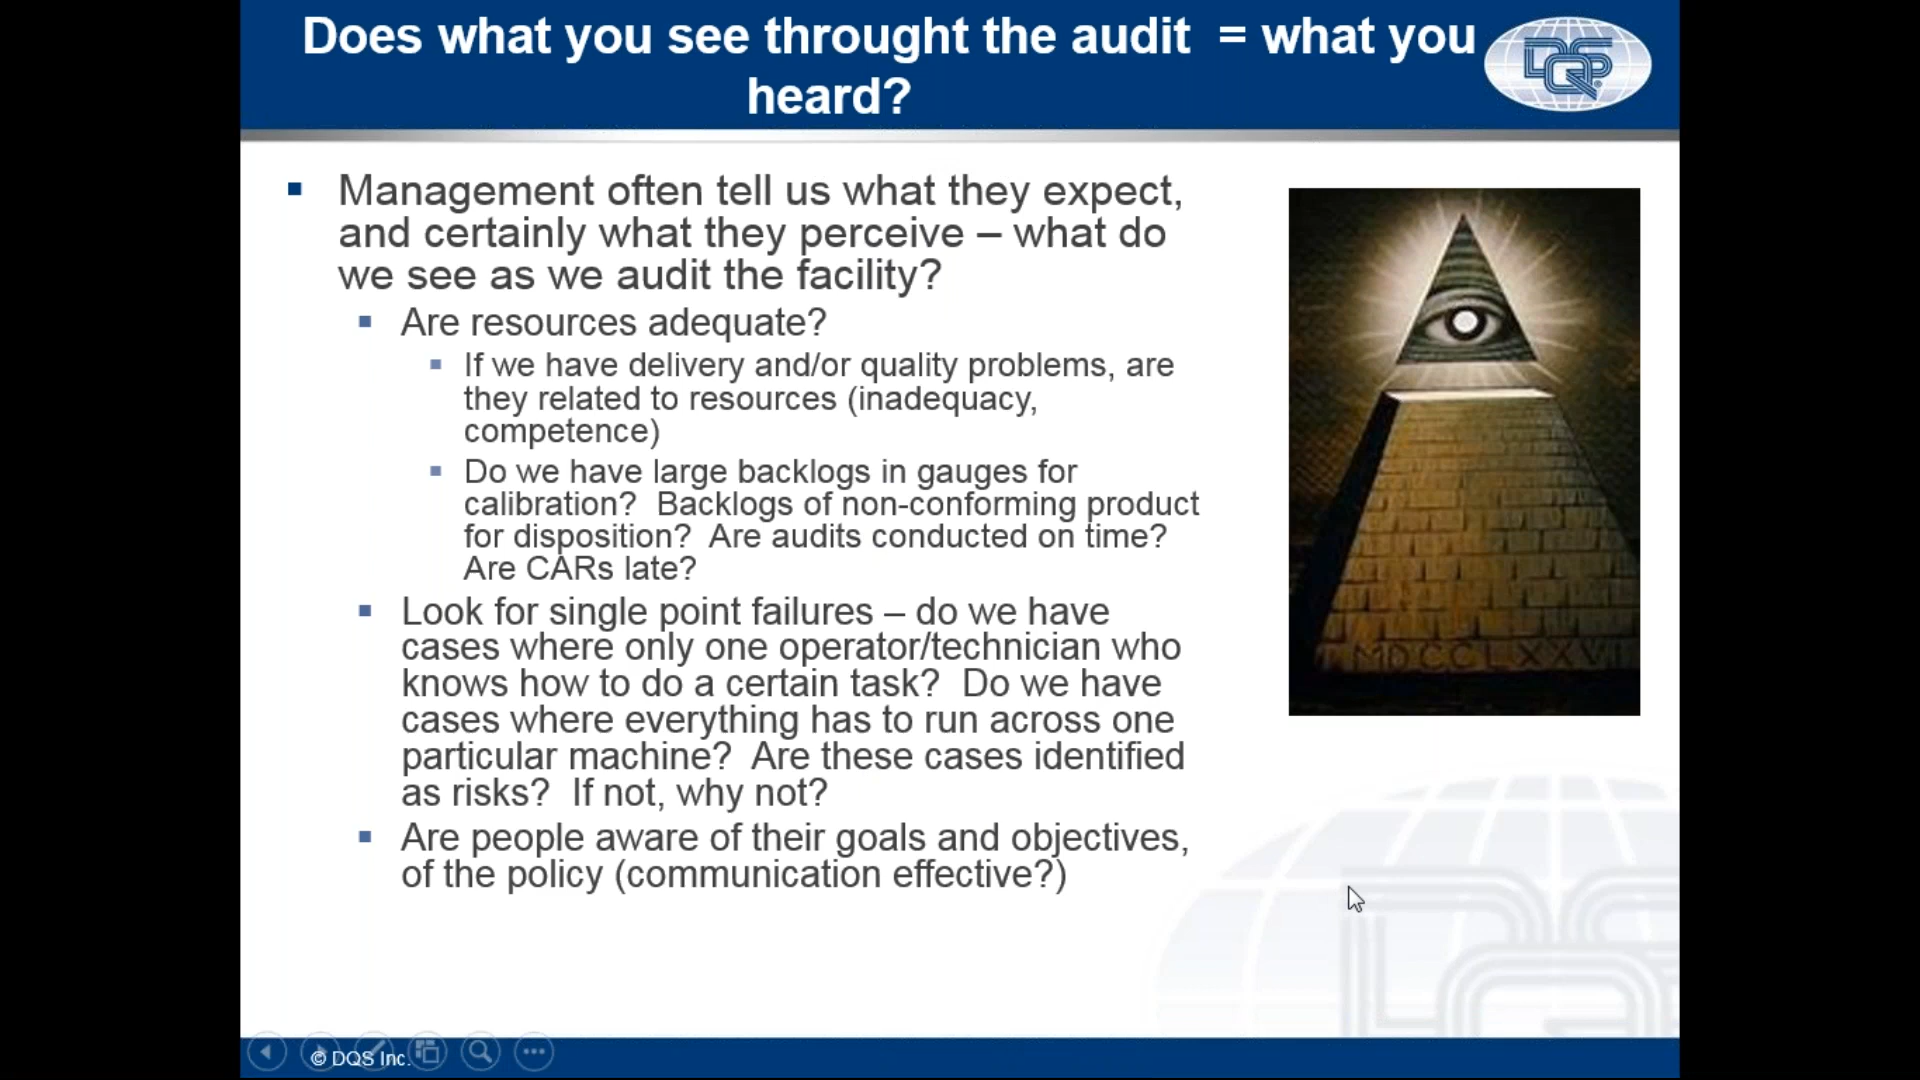 Does what you see throught the audit = what you
heard?
DQS
Management often tell us what they expect,
and certainly what they perceive – what do
we see as we audit the facility?
Are resources adequate?
If we have delivery and/or quality problems, are
they related to resources (inadequacy,
competence)
Do we have large backlogs in gauges for
calibration? Backlogs of non-conforming product
for disposition? Are audits conducted on time?
Are CARs late?
Look for single point failures – do we have
cases where only one operator/technician who
knows how to do a certain task? Do we have
cases where everything has to run across one
particular machine? Are these cases identified
as risks? If not, why not?
Are people aware of their goals and objectives,
of the policy (communication effective?)
MDCCLXXVI
© DQS Inc.